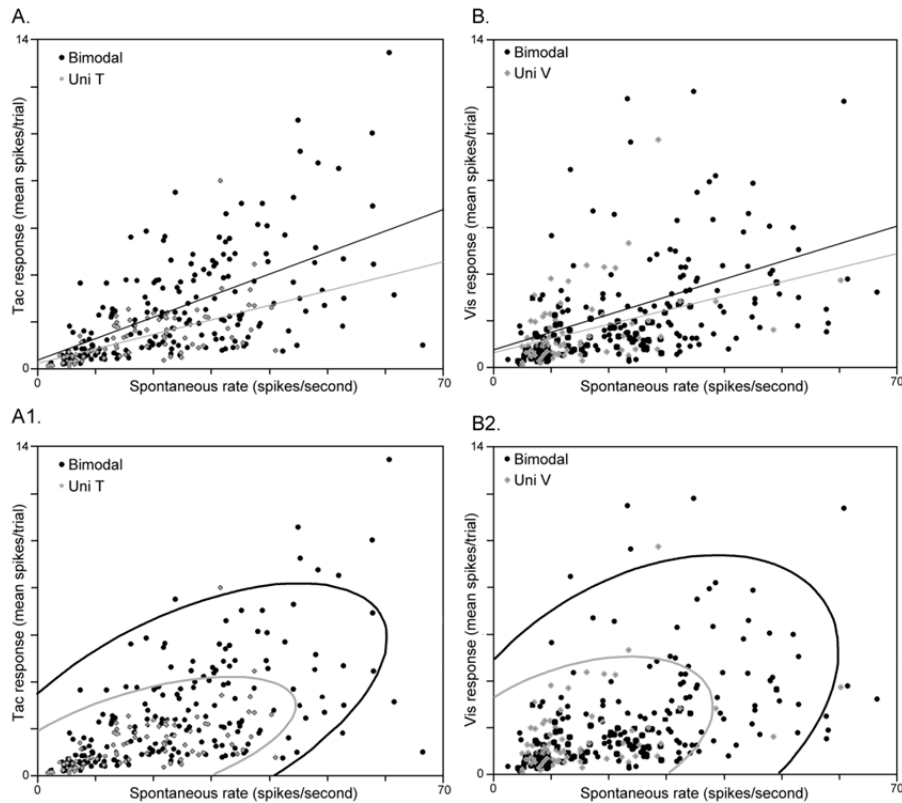 A.
14
Bimodal
Uni T
Tac response (mean spikes/trial)
0
0
Spontaneous rate (spikes/second)
70
B.
14
Bimodal
Uni V
Vis response (mean spikes/trial)
0
0
Spontaneous rate (spikes/second)
70
A1.
14
Bimodal
Uni T
Tac response (mean spikes/trial)
0
0
Spontaneous rate (spikes/second)
70
B2.
14
Bimodal
Uni V
Vis response (mean spikes/trial)
0
0
Spontaneous rate (spikes/second)
70